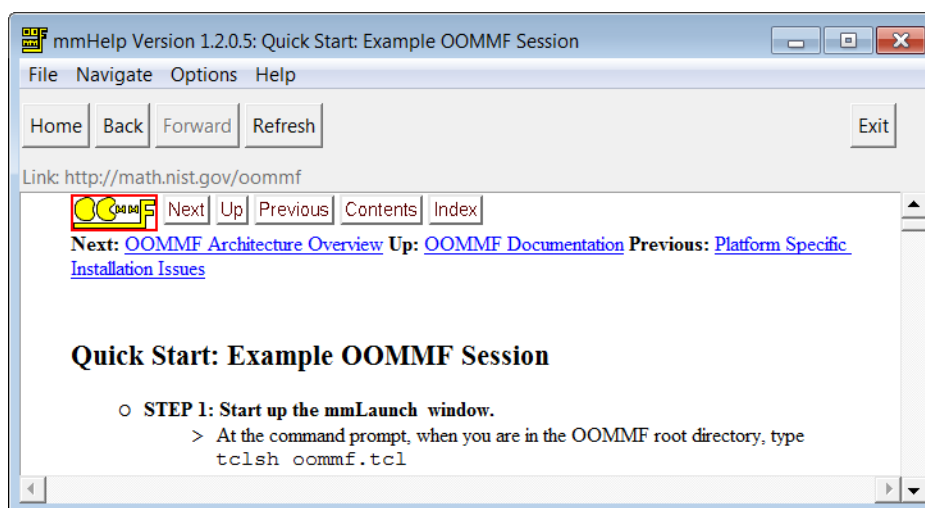 mmHelp Version 1.2.0.5: Quick Start: Example OOMMF Session
File Navigate Options Help
Home Back Forward Refresh Exit
Link: http://math.nist.gov/oommf
OOMMF Next Up Previous Contents Index
Next: OOMMF Architecture Overview Up: OOMMF Documentation Previous: Platform Specific
Installation Issues
Quick Start: Example OOMMF Session
STEP 1: Start up the mmLaunch window.
> At the command prompt, when you are in the OOMMF root directory, type
tclsh oommf.tcl